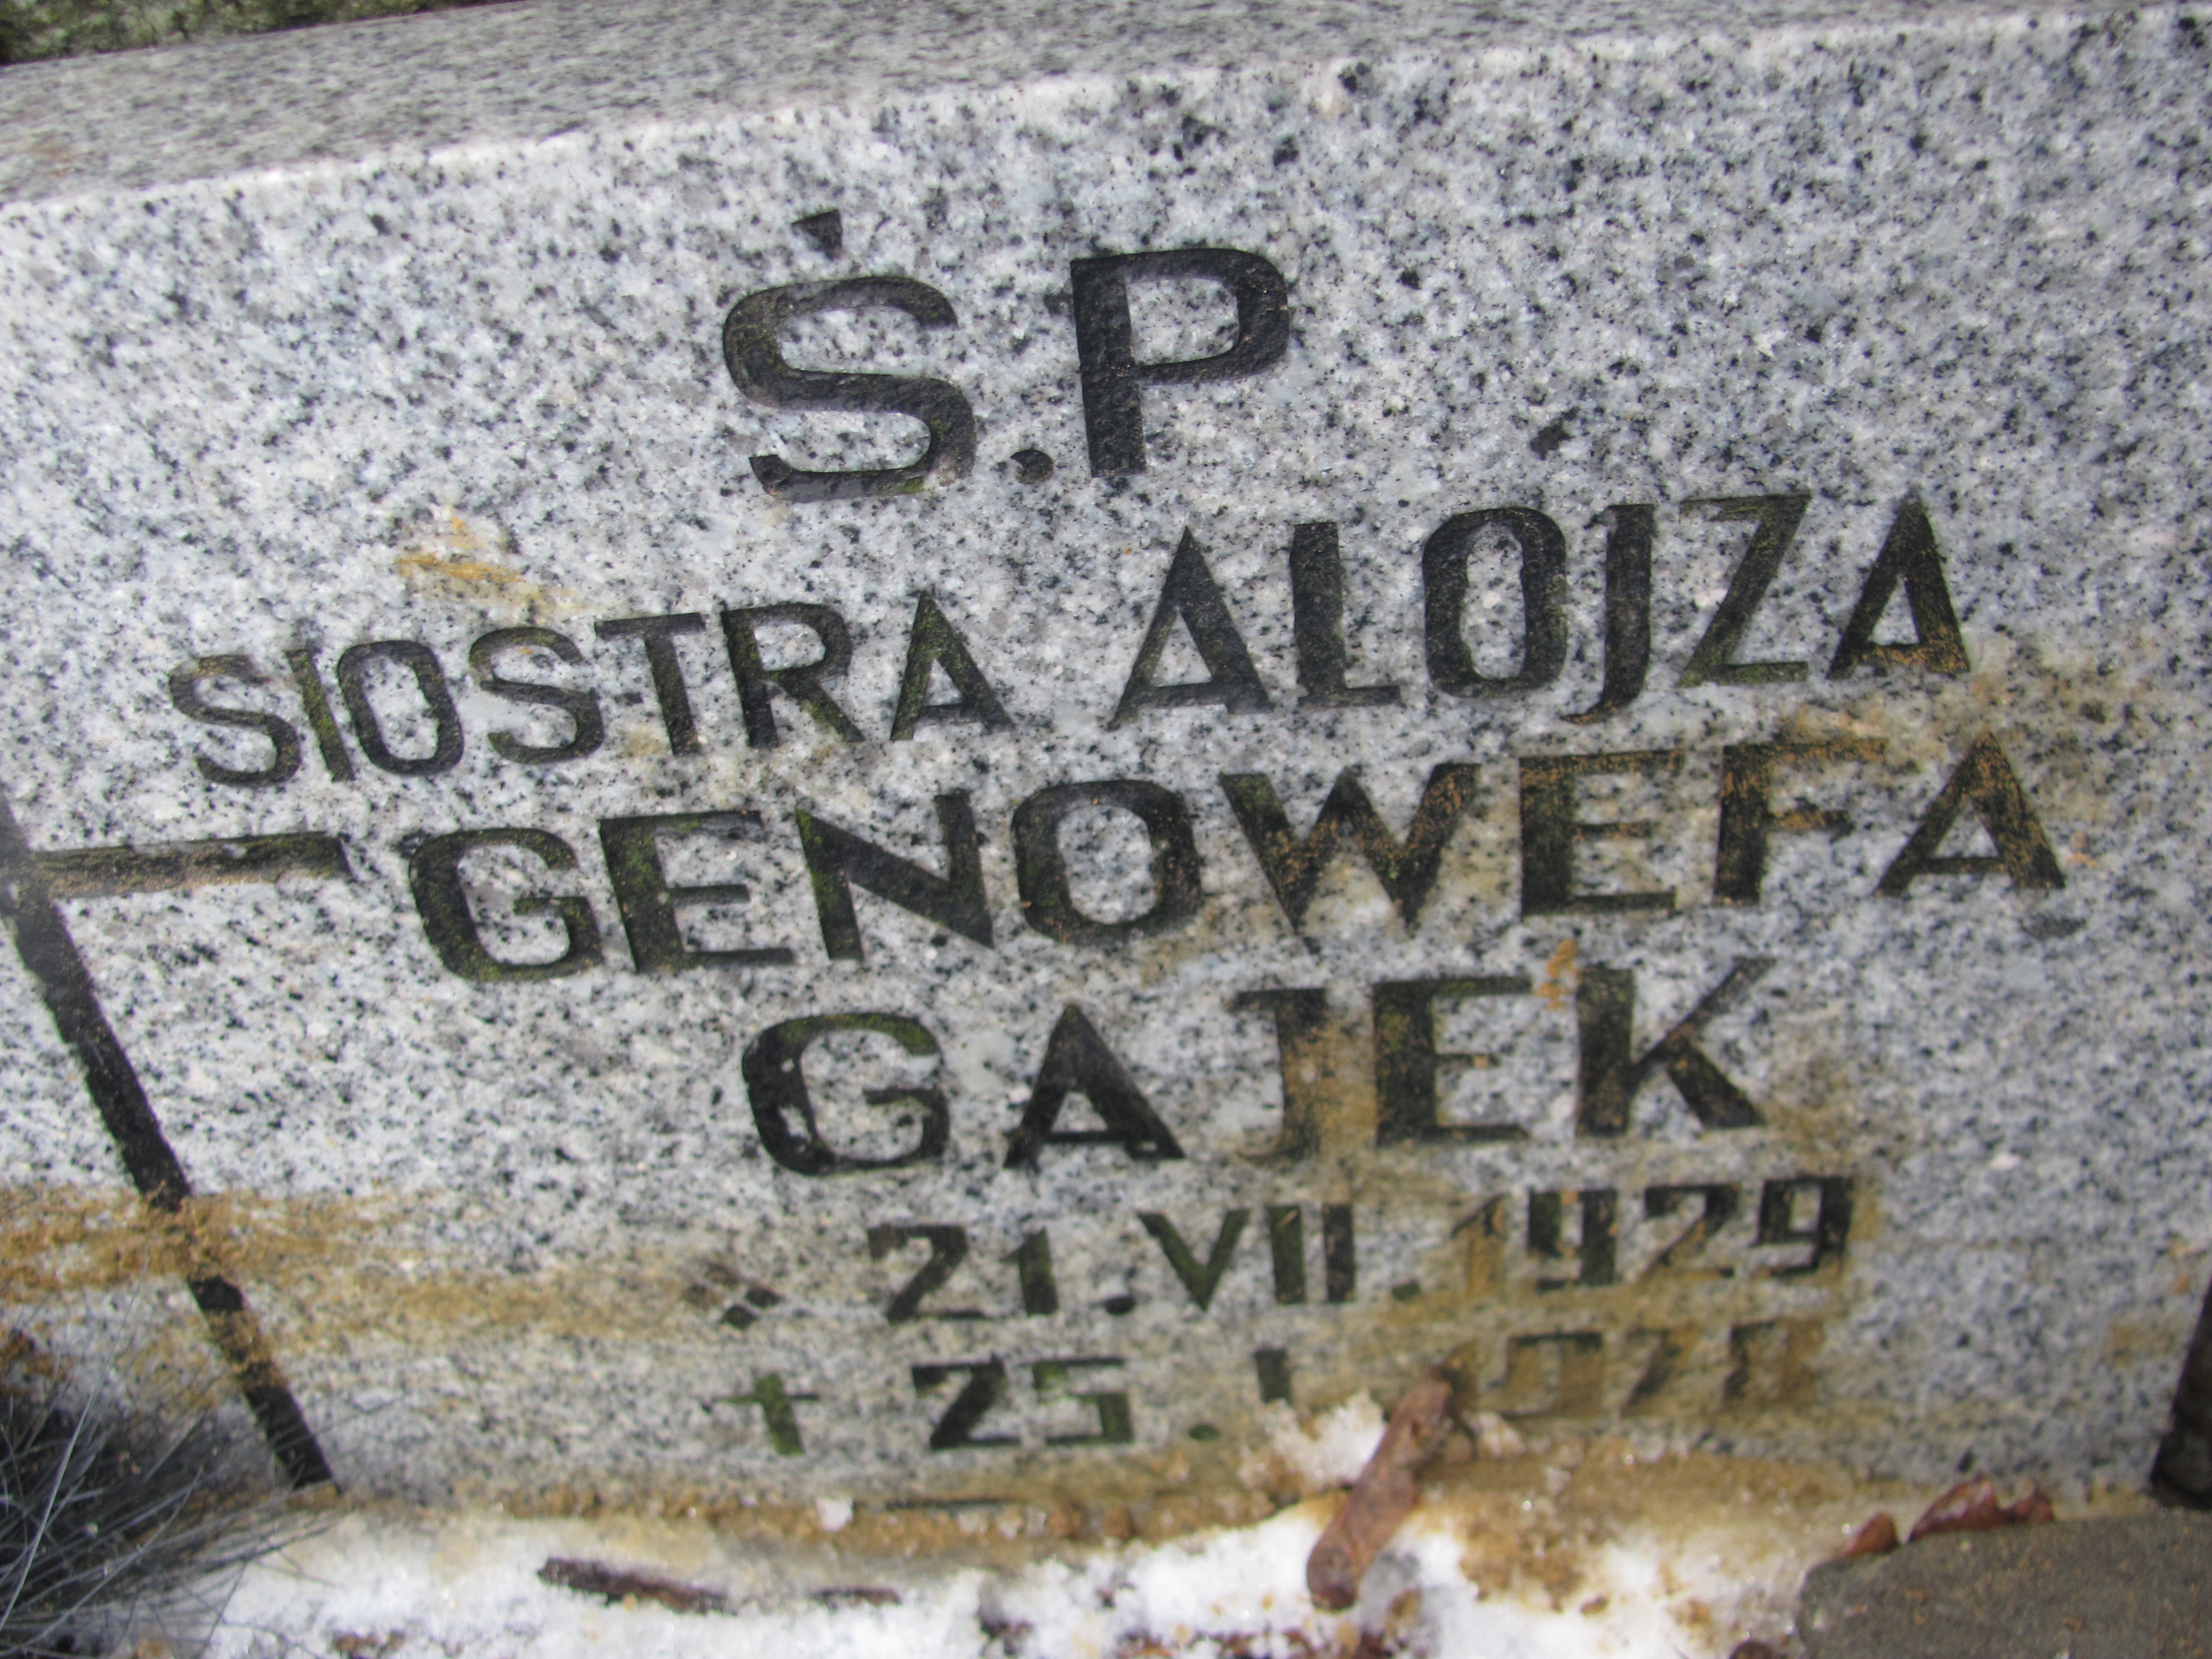 Ś.P
SIOSTRA ALOJZA
GENOWEFA
GAJEK
* 21.VII.1929
+ 25.